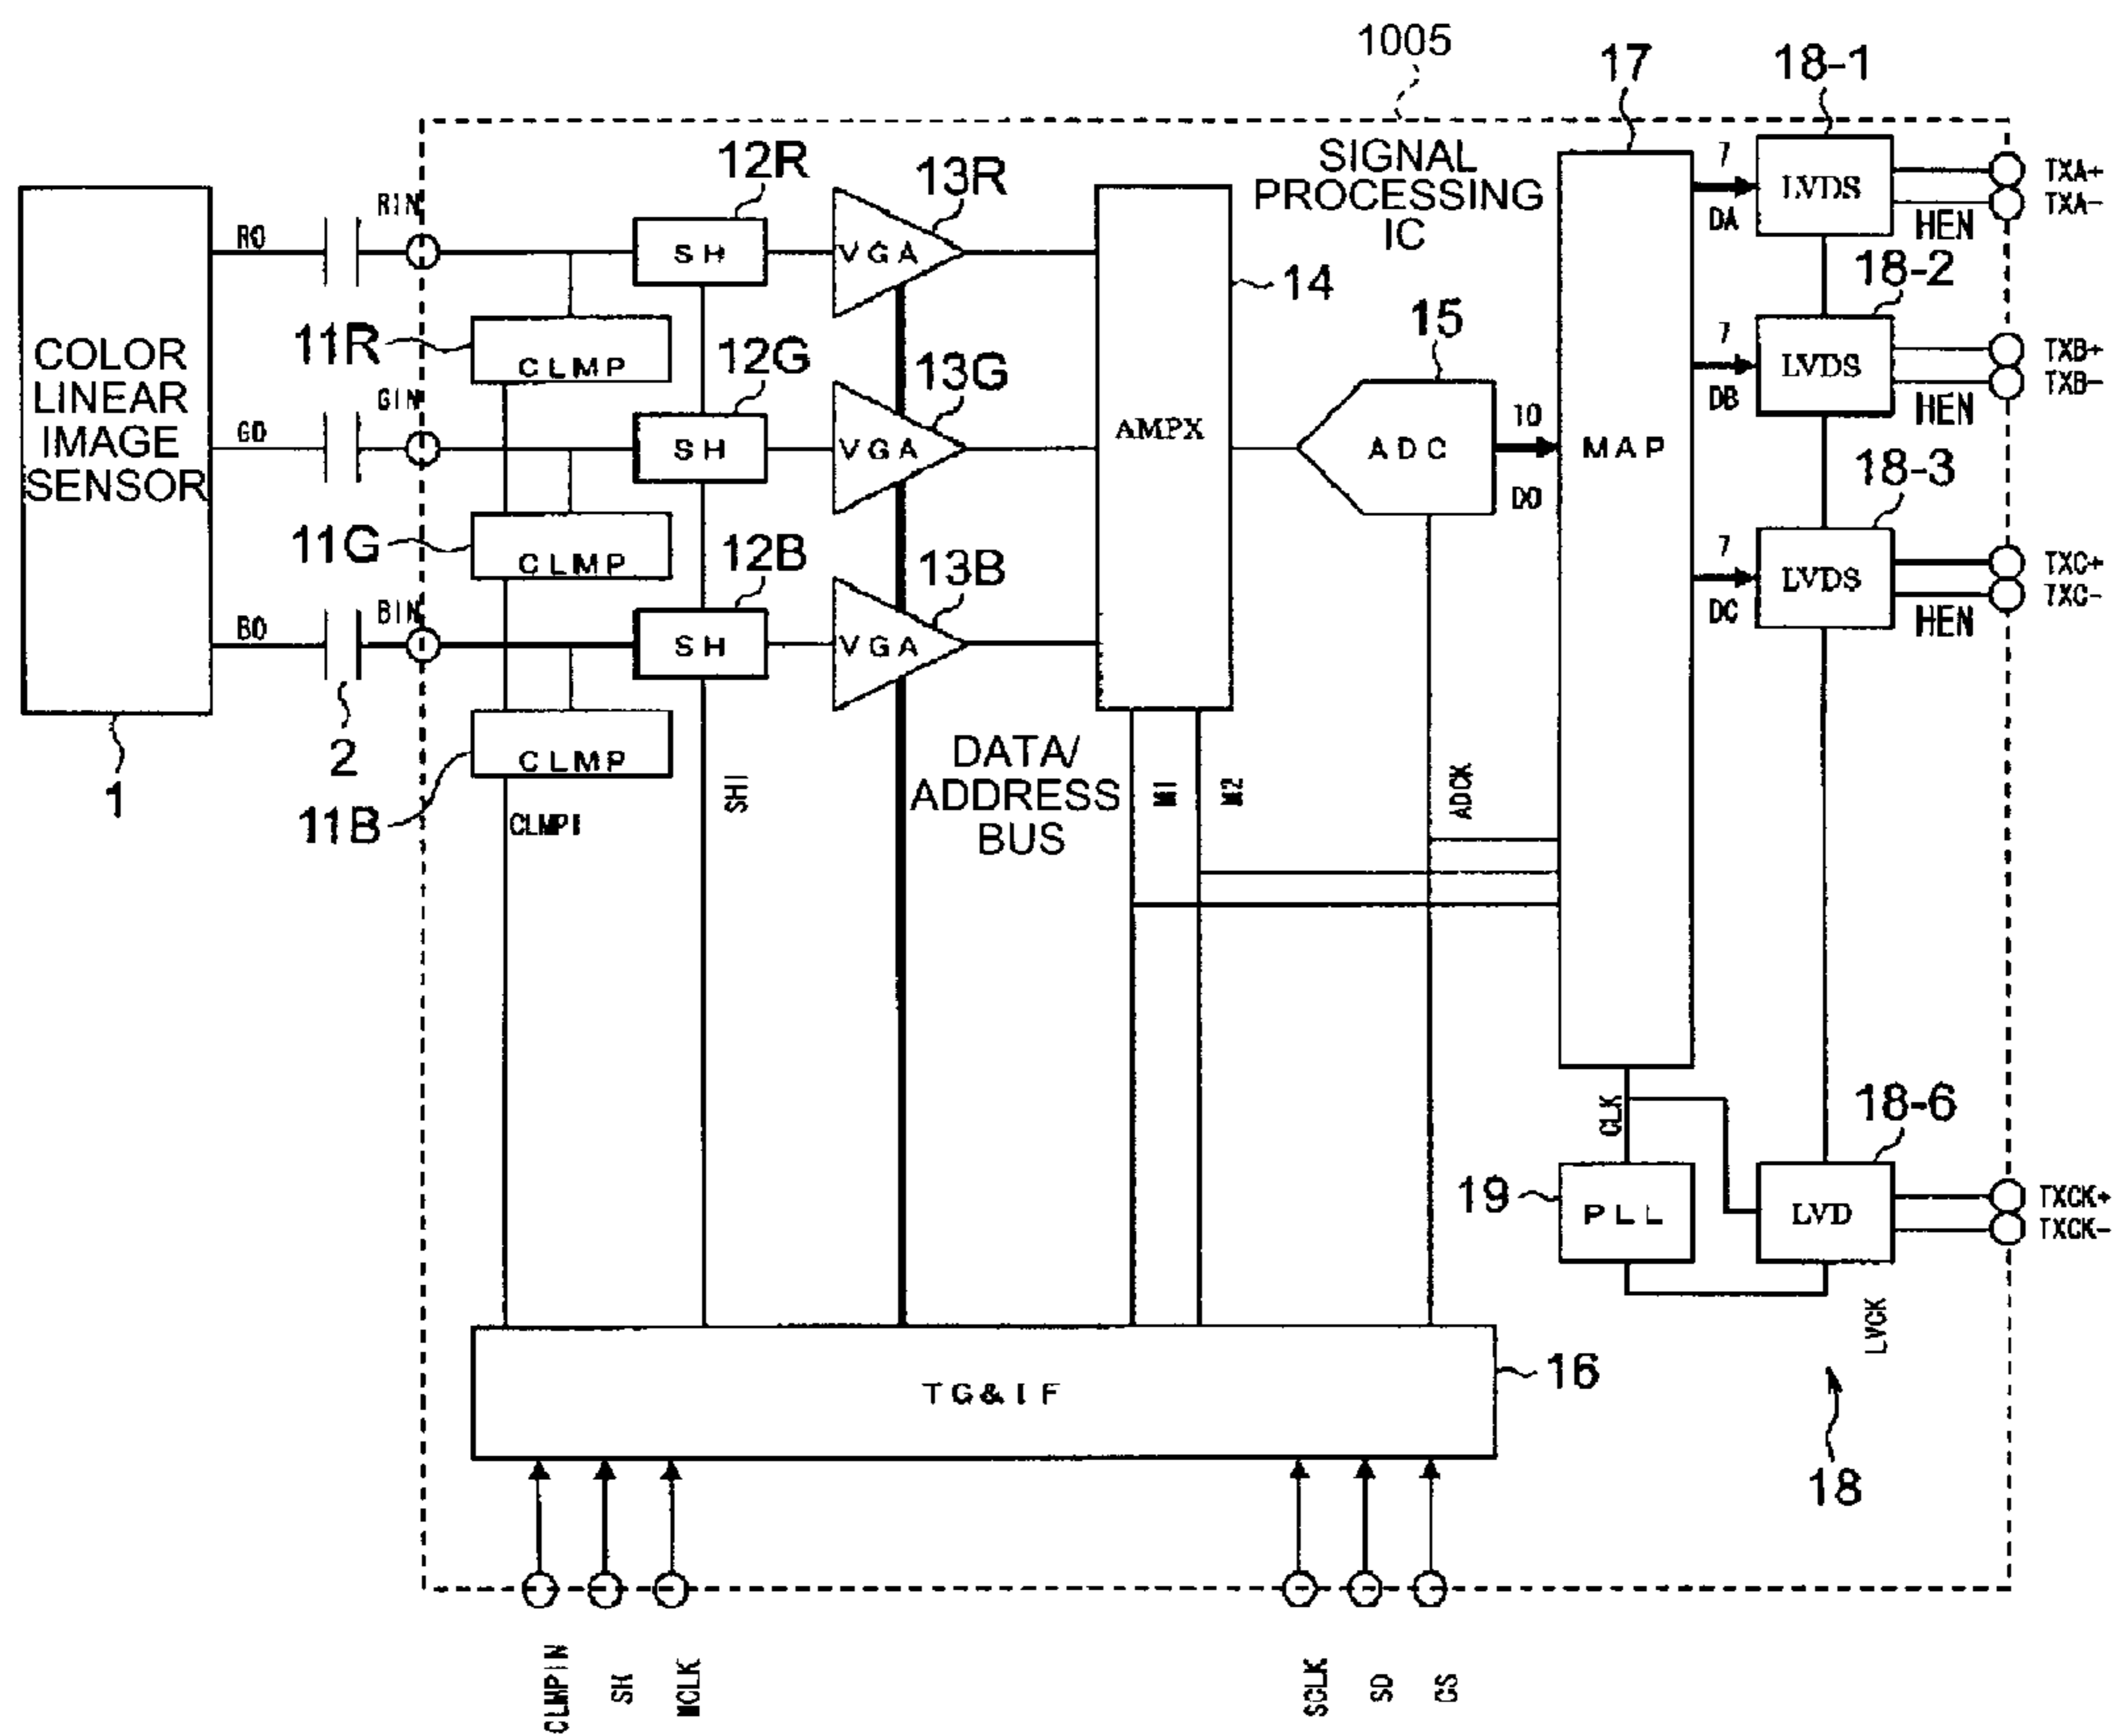 1005
17
18-1
SIGNAL
PROCESSING
IC
12R
13R
7
LVDS
TXA+
TXA-
DA
HEN
RO
RIN
SH
VGA
14
18-2
COLOR
LINEAR
IMAGE
SENSOR
11R
CLMP
12G
13G
15
7
LVDS
TXB+
TXB-
DB
HEN
GO
GIN
SH
VGA
AMPX
ADC
10
DO
MAP
18-3
11G
CLMP
12B
13B
7
LVDS
TXC+
TXC-
DC
HEN
BO
BIN
SH
VGA
2
1
CLMP
11B
CLMPI
SHI
DATA/
ADDRESS
BUS
M1
M2
ADCK
CLK
18-6
19
PLL
LVD
TXCK+
TXCK-
LVCK
TG&IF
16
18
CLMPIN
SH
MCLK
SCLK
SD
CS